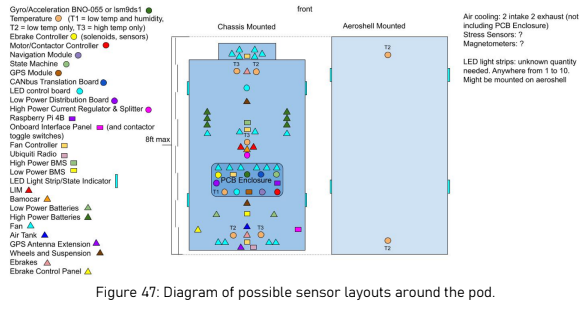 front
Gyro/Acceleration BNO-055 or lsm9ds1
Temperature (T1 = low temp and humidity,
T2 = low temp only, T3 = high temp only)
Ebrake Controller (solenoids, sensors)
Motor/Contactor Controller
Navigation Module
State Machine
GPS Module
CANbus Translation Board
LED control board
Low Power Distribution Board
High Power Current Regulator & Splitter
Raspberry Pi 4B
Onboard Interface Panel (and contactor
toggle switches)
Fan Controller
Ubiquiti Radio
High Power BMS
Low Power BMS
LED Light Strip/State Indicator
LIM
Bamocar
Low Power Batteries
High Power Batteries
Fan
Air Tank
GPS Antenna Extension
Wheels and Suspension
Ebrakes
Ebrake Control Panel
8ft max
Chassis Mounted
T3 T2
T3
PCB Enclosure
T1
T2 T3
Aeroshell Mounted
T2
T2
Air cooling: 2 intake 2 exhaust (not
including PCB Enclosure)
Stress Sensors: ?
Magnetometers: ?
LED light strips: unknown quantity
needed. Anywhere from 1 to 10.
Might be mounted on aeroshell
Figure 47: Diagram of possible sensor layouts around the pod.